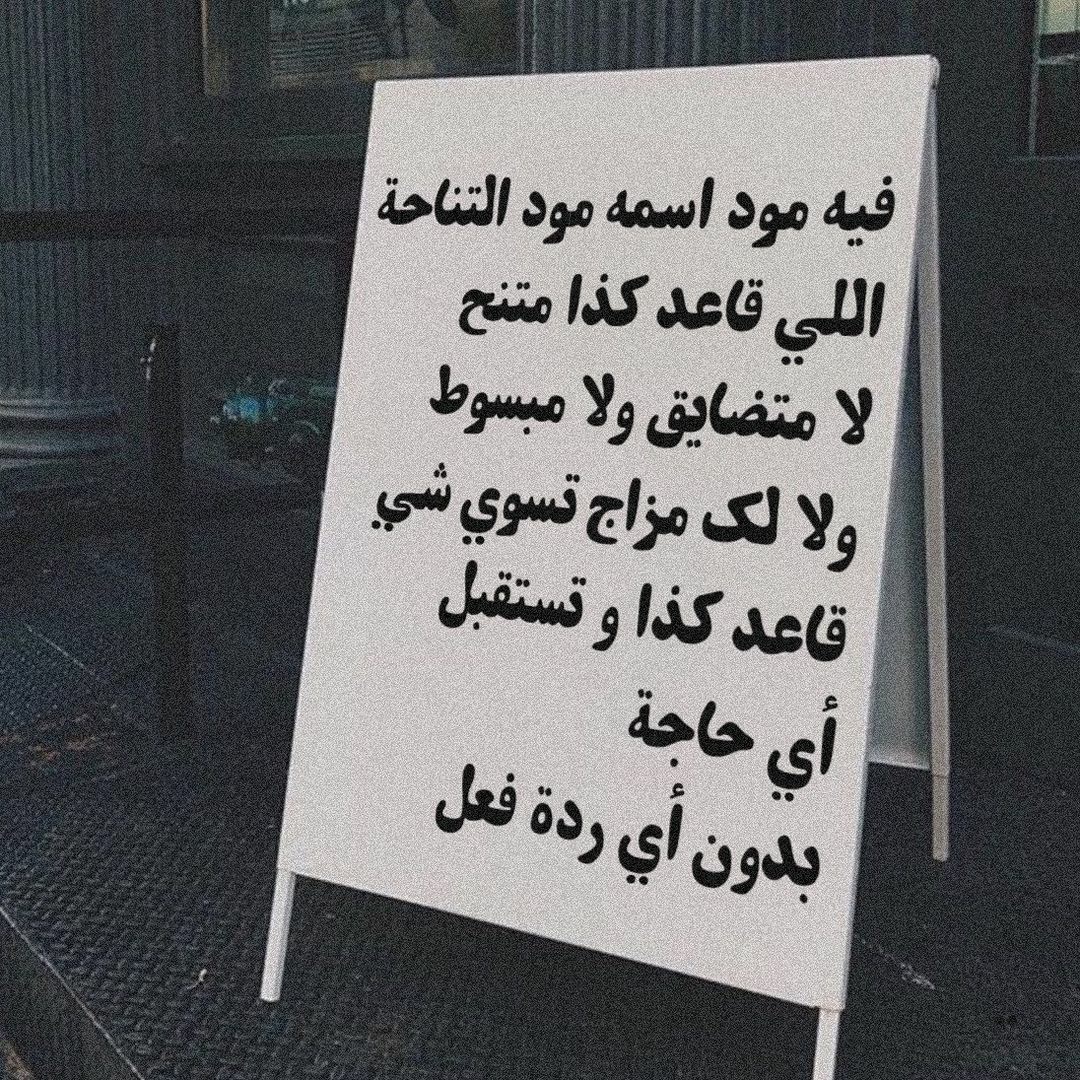 فيه مود اسمه مود التناحة
اللي قاعد كذا متنح
لا متضايق ولا مبسوط
ولا لک مزاج تسوي شي
قاعد كذا و تستقبل
أي حاجة
بدون أي ردة فعل